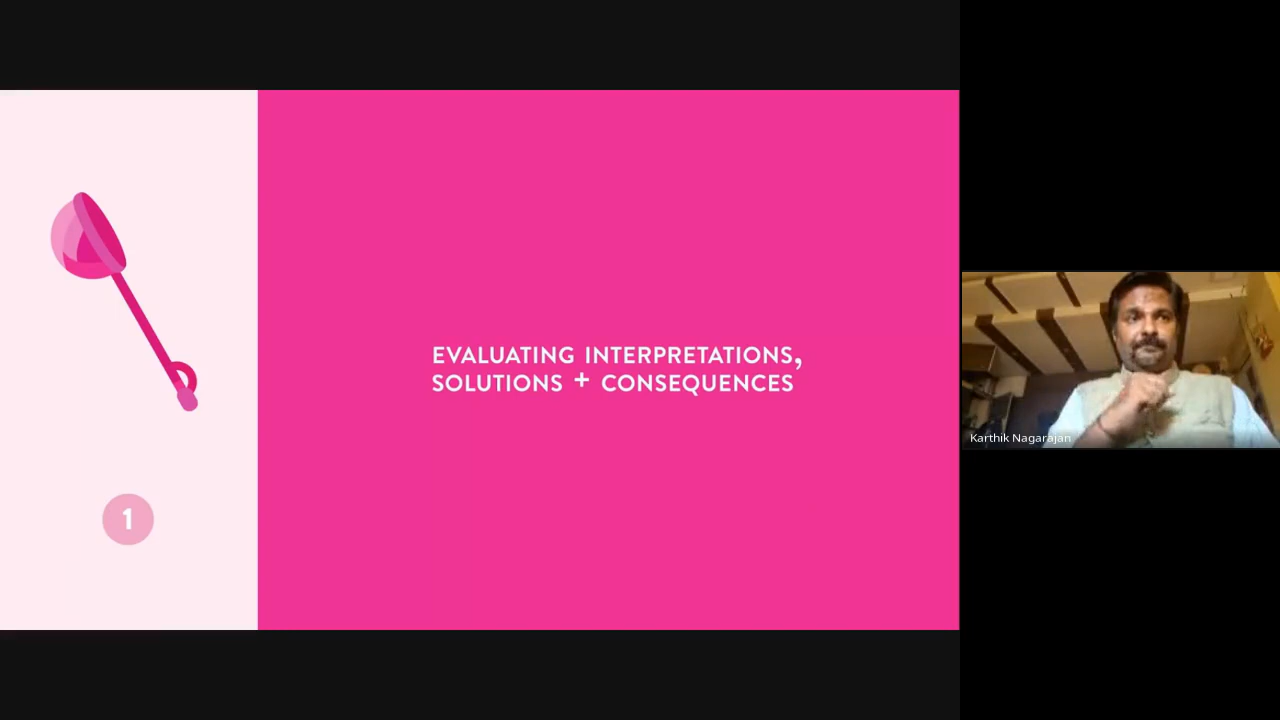 EVALUATING INTERPRETATIONS,
SOLUTIONS + CONSEQUENCES
1
Karthik Nagarajan